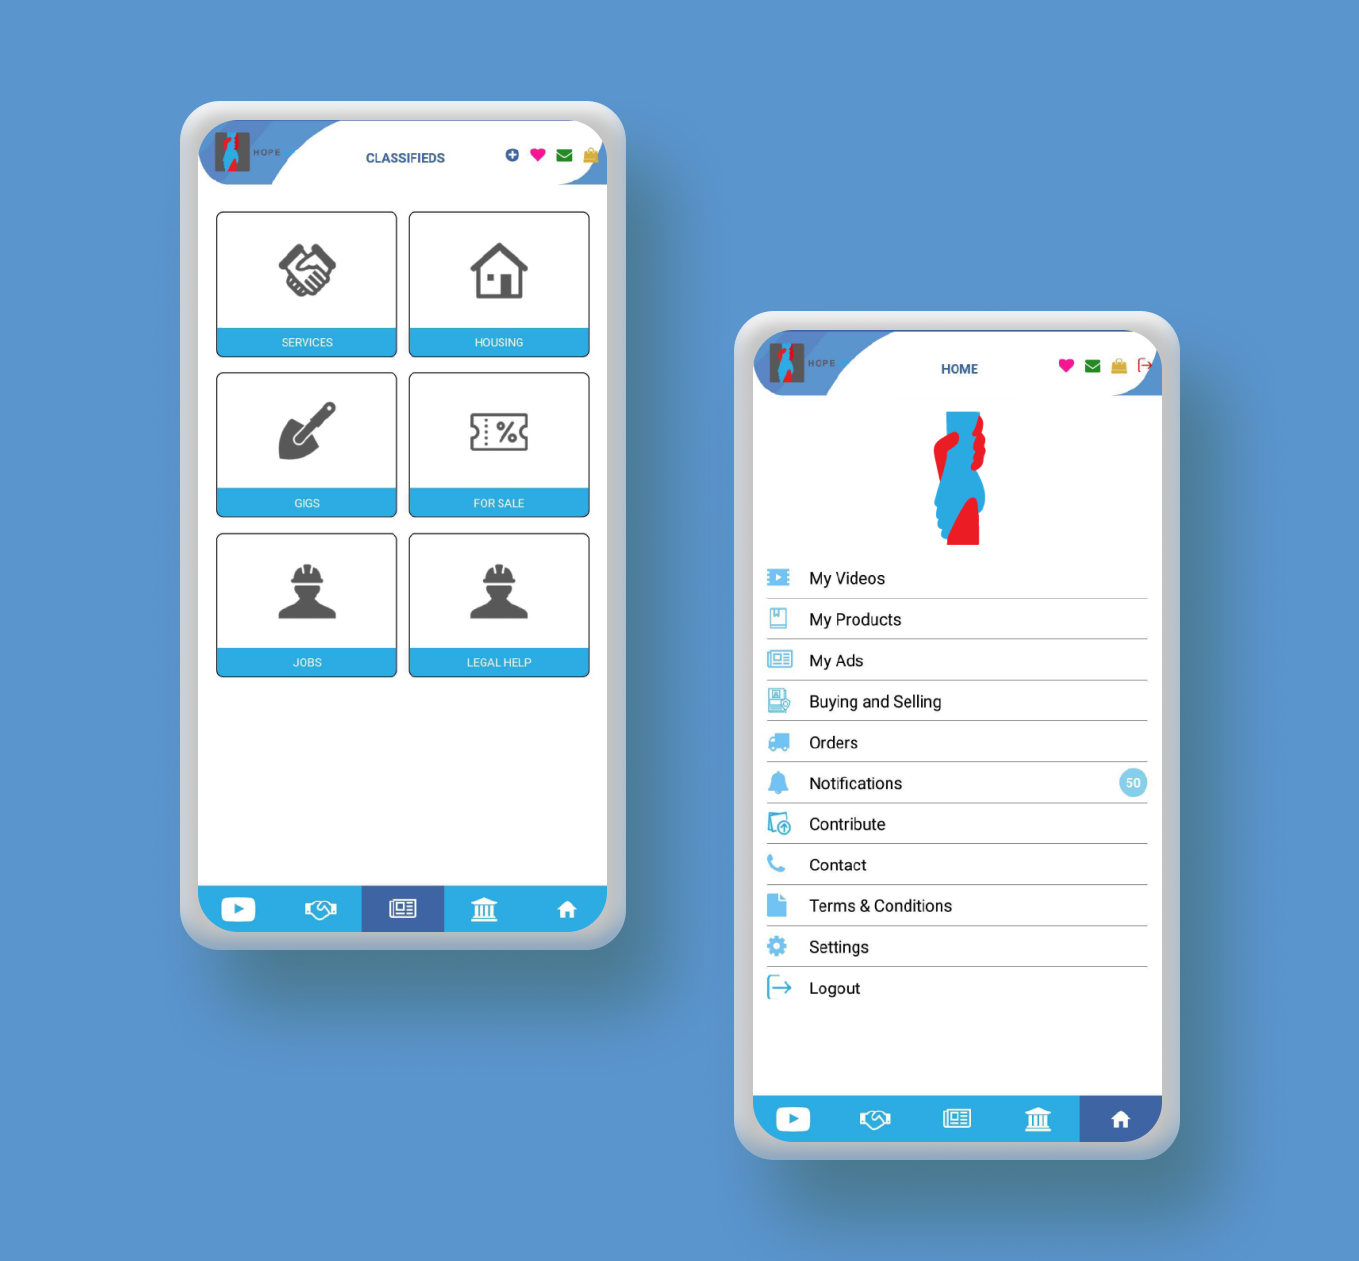 HOPE
CLASSIFIEDS
SERVICES
HOUSING
GIGS
FOR SALE
%
JOBS
LEGAL HELP
HOPE
HOME
My Videos
My Products
My Ads
Buying and Selling
Orders
Notifications
50
Contribute
Contact
Terms & Conditions
Settings
Logout